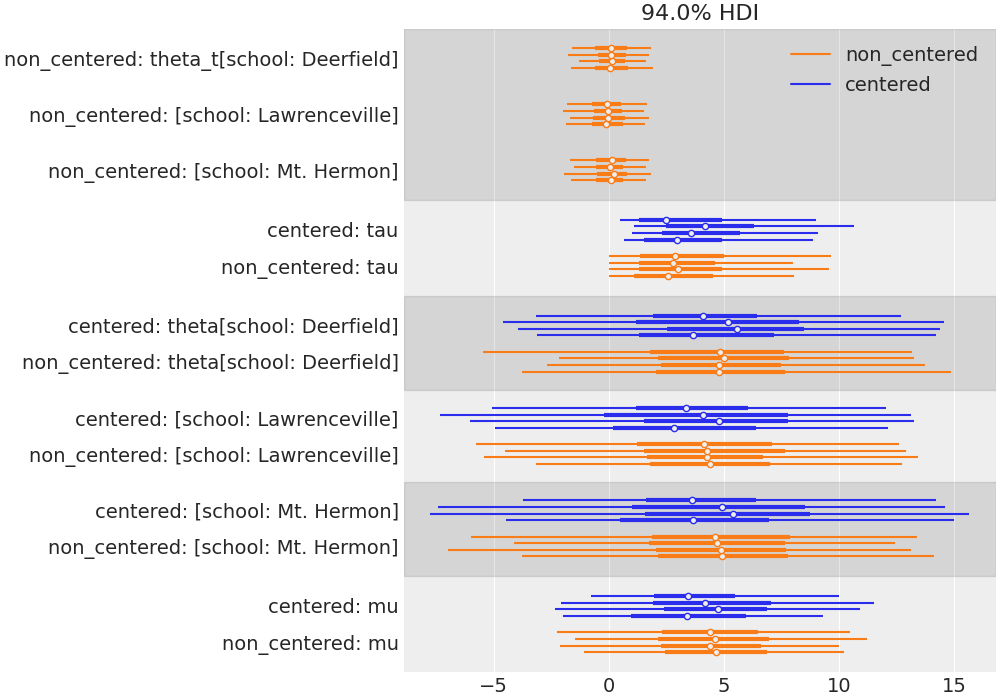 94.0% HDI
non_centered: theta_t[school: Deerfield]
non_centered: [school: Lawrenceville]
non_centered: [school: Mt. Hermon]
centered: tau
non_centered: tau
centered: theta[school: Deerfield]
non_centered: theta[school: Deerfield]
centered: [school: Lawrenceville]
non_centered: [school: Lawrenceville]
centered: [school: Mt. Hermon]
non_centered: [school: Mt. Hermon]
centered: mu
non_centered: mu
non_centered
centered
−5 0 5 10 15